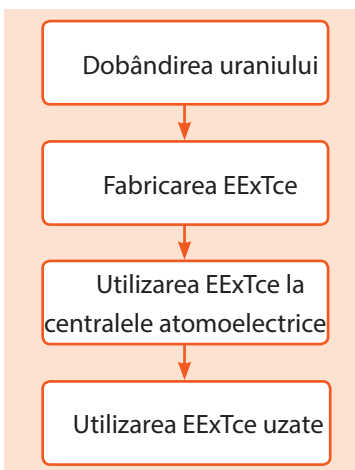 Dobândirea uraniului
Fabricarea EExTce
Utilizarea EExTce la
centralele atomoelectrice
Utilizarea EExTce uzate